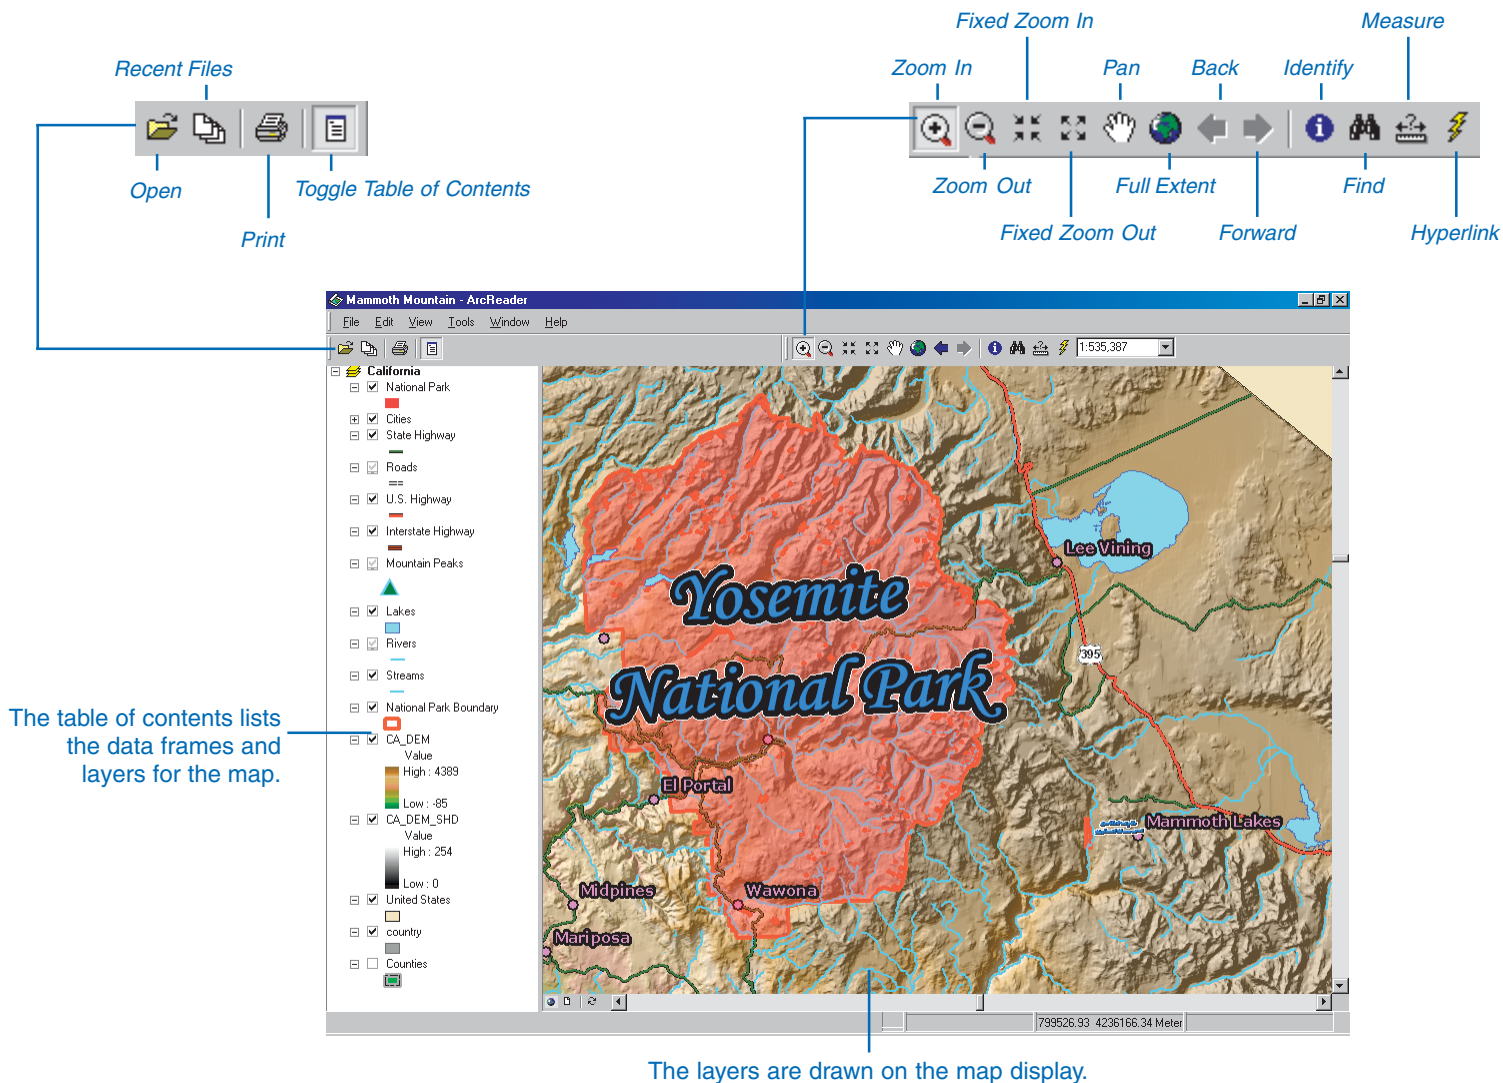 Fixed Zoom In
Measure
Recent Files
Zoom In
Pan
Back
Identify
Open
Toggle Table of Contents
Zoom Out
Full Extent
Find
Print
Fixed Zoom Out
Forward
Hyperlink
Mammoth Mountain - ArcReader
File Edit View Tools Window Help
1:535,387
California
National Park
Cities
State Highway
Roads
U.S. Highway
Interstate Highway
Mountain Peaks
Lakes
Rivers
Streams
National Park Boundary
CA_DEM
Value
High : 4389
Low : -85
CA_DEM_SHD
Value
High : 254
Low : 0
United States
country
Counties
The table of contents lists
the data frames and
layers for the map.
Lee Vining
Yosemite
National Park
395
El Portal
Mammoth Lakes
Midpines
Wawona
Mariposa
799526.93 4236166.34 Meter
The layers are drawn on the map display.